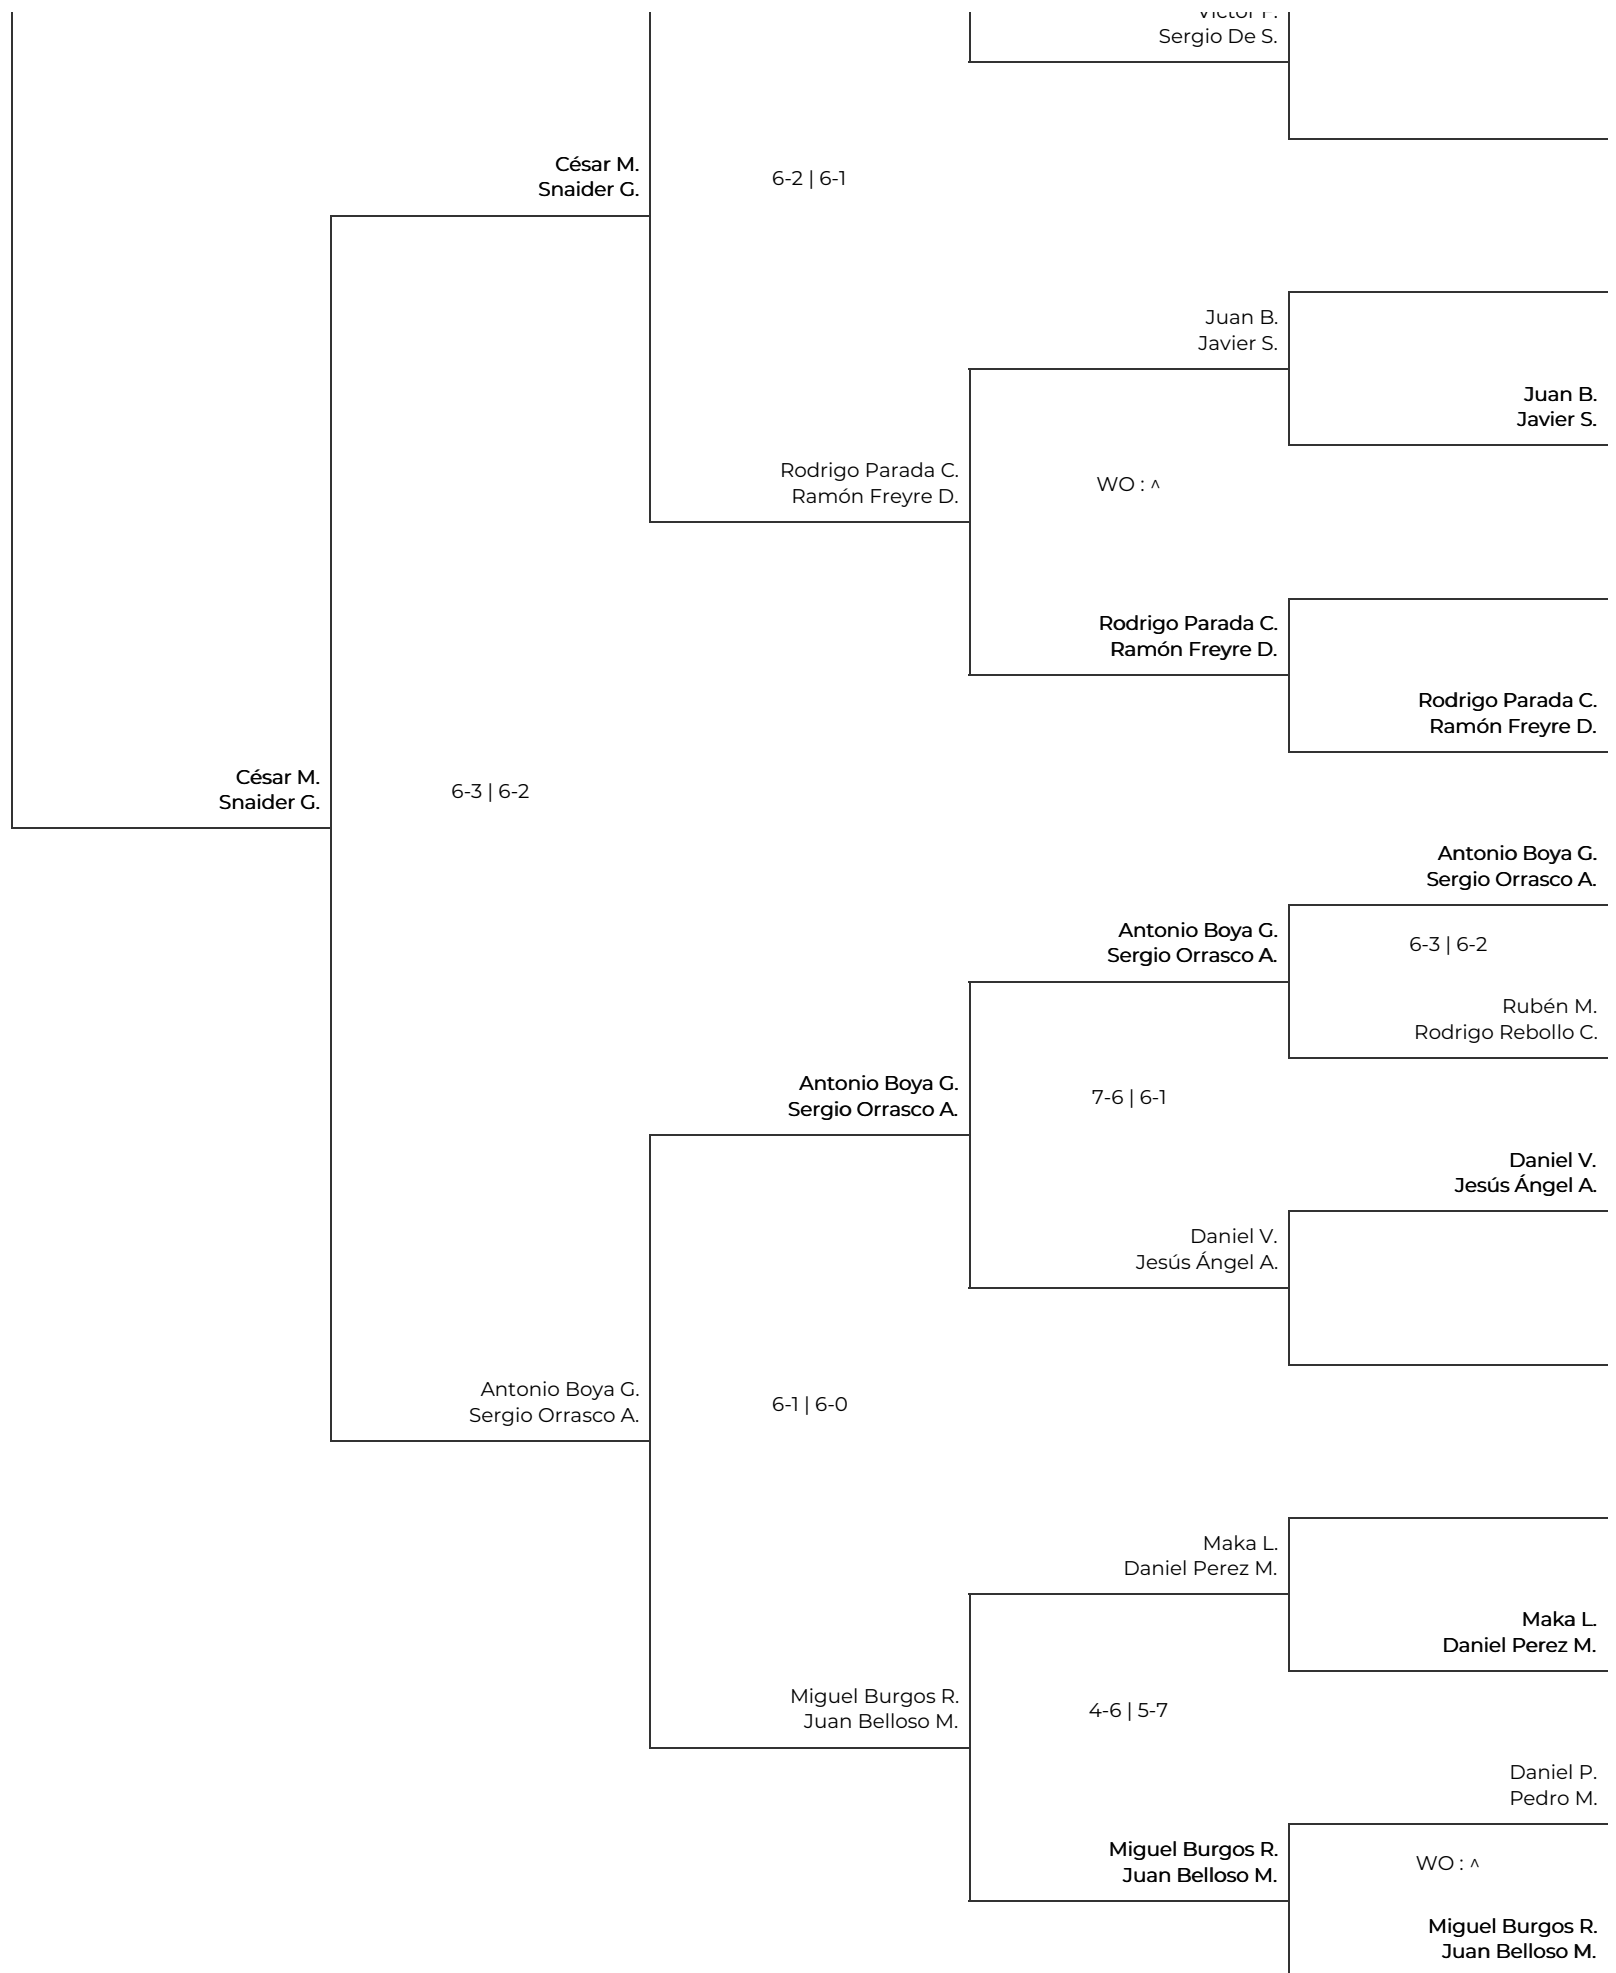 Sergio De S.
César M.
Snaider G.
6-2 | 6-1
Juan B.
Javier S.
Juan B.
Javier S.
Rodrigo Parada C.
Ramón Freyre D.
WO : ^
Rodrigo Parada C.
Ramón Freyre D.
Rodrigo Parada C.
Ramón Freyre D.
César M.
Snaider G.
6-3 | 6-2
Antonio Boya G.
Sergio Orrasco A.
Antonio Boya G.
Sergio Orrasco A.
6-3 | 6-2
Rubén M.
Rodrigo Rebollo C.
Antonio Boya G.
Sergio Orrasco A.
7-6 | 6-1
Daniel V.
Jesús Ángel A.
Daniel V.
Jesús Ángel A.
Antonio Boya G.
Sergio Orrasco A.
6-1 | 6-0
Maka L.
Daniel Perez M.
Maka L.
Daniel Perez M.
Miguel Burgos R.
Juan Belloso M.
4-6 | 5-7
Daniel P.
Pedro M.
Miguel Burgos R.
Juan Belloso M.
WO : ^
Miguel Burgos R.
Juan Belloso M.